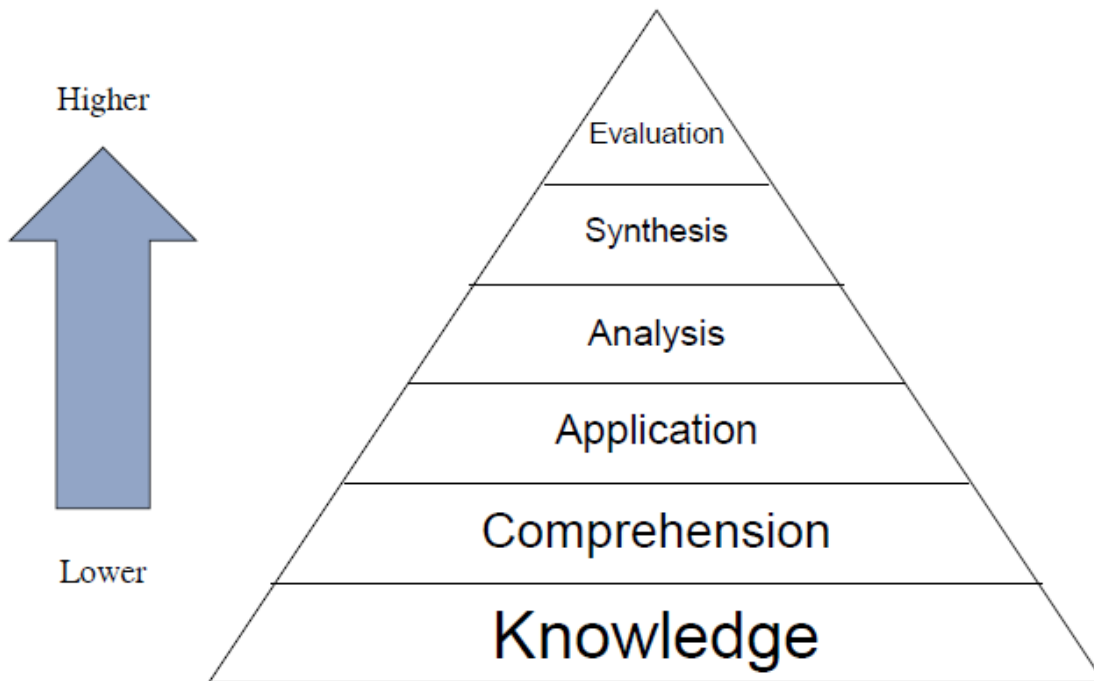 Higher
Evaluation
Synthesis
Analysis
Application
Comprehension
Lower
Knowledge